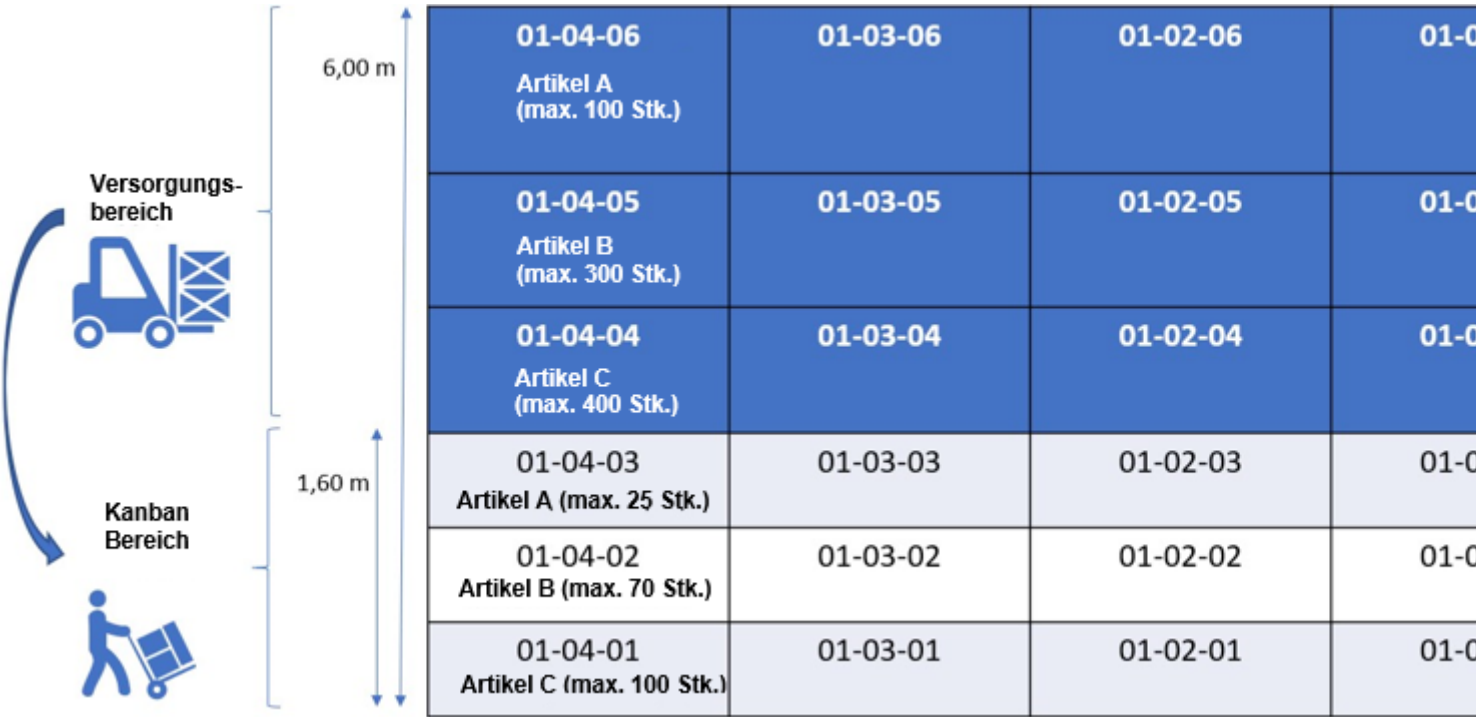 6,00 m
Versorgungs-
bereich
1,60 m
Kanban
Bereich
01-04-06
Artikel A
(max. 100 Stk.)
01-03-06
01-02-06
01-04-05
Artikel B
(max. 300 Stk.)
01-03-05
01-02-05
01-04-04
Artikel C
(max. 400 Stk.)
01-03-04
01-02-04
01-04-03
Artikel A (max. 25 Stk.)
01-03-03
01-02-03
01-04-02
Artikel B (max. 70 Stk.)
01-03-02
01-02-02
01-04-01
Artikel C (max. 100 Stk.)
01-03-01
01-02-01